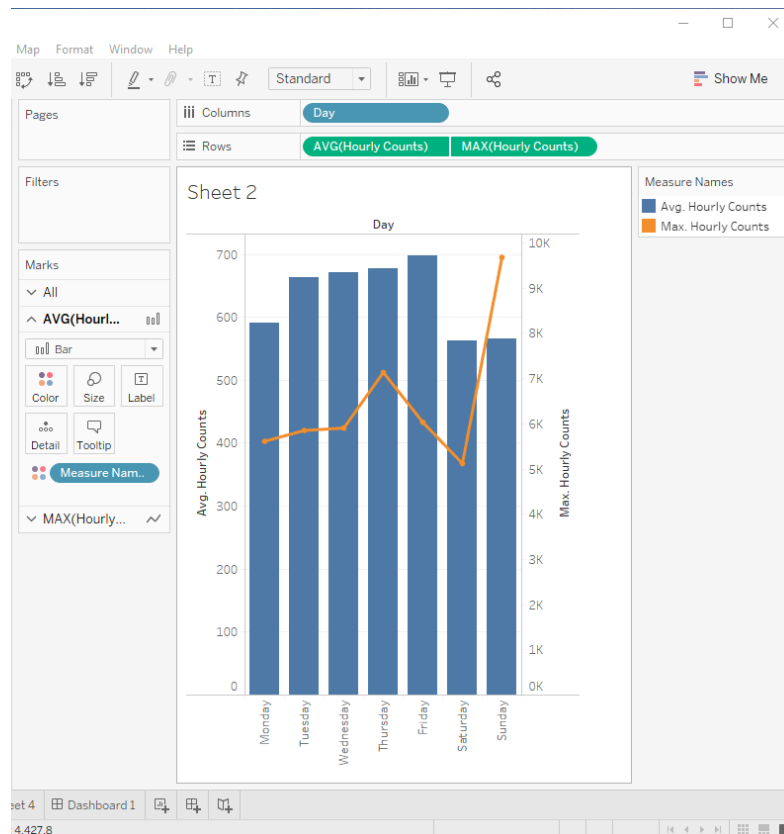 Map Format Window Help
Standard
Show Me
Pages
Columns
Day
Rows
AVG(Hourly Counts)
MAX(Hourly Counts)
Filters
Marks
All
AVG(Hourl...
Bar
Color
Size
Label
Detail
Tooltip
Measure Nam..
MAX(Hourly...
Sheet 2
Day
700
600
500
400
300
200
100
0
Avg. Hourly Counts
10K
9K
8K
7K
6K
5K
4K
3K
2K
1K
0K
Max. Hourly Counts
Monday
Tuesday
Wednesday
Thursday
Friday
Saturday
Sunday
Measure Names
Avg. Hourly Counts
Max. Hourly Counts
eet 4
Dashboard 1
4,427.8